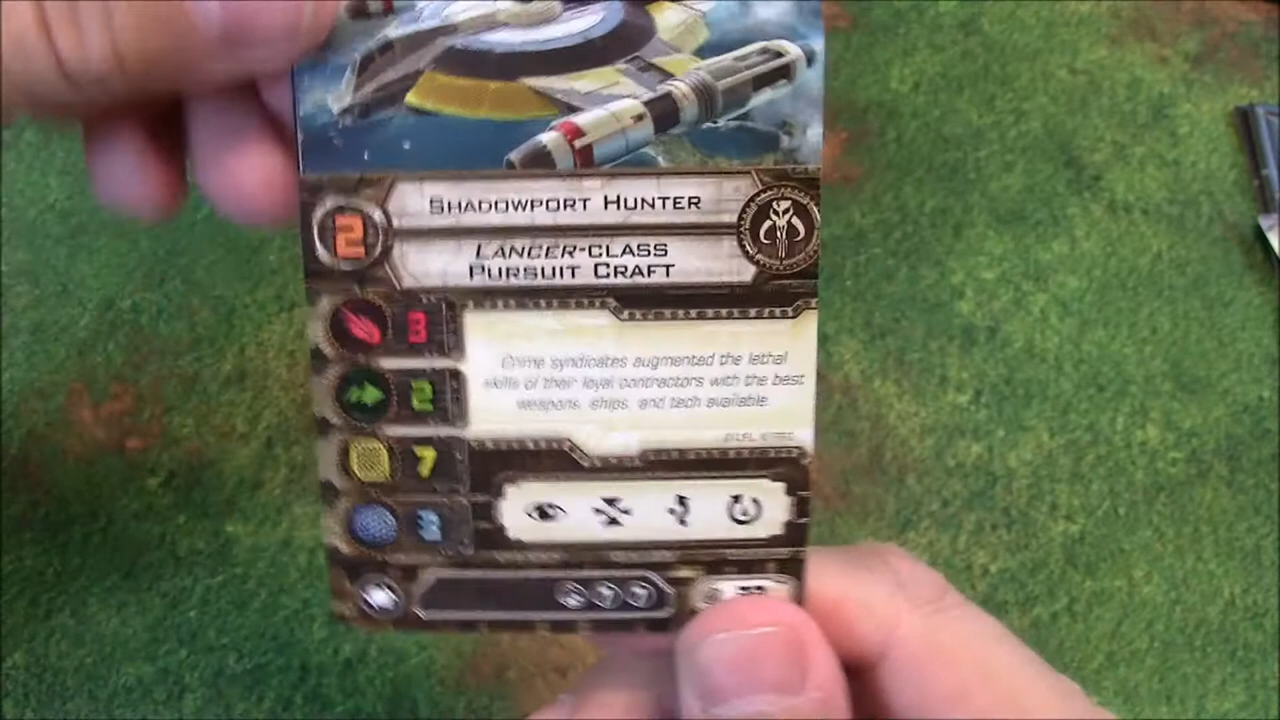 Shadowport Hunter
2
Lancer-class
Pursuit Craft
3
2
7
3
Crime syndicates augmented the lethal
skills of their loyal contractors with the best
weapons, ships, and tech available.